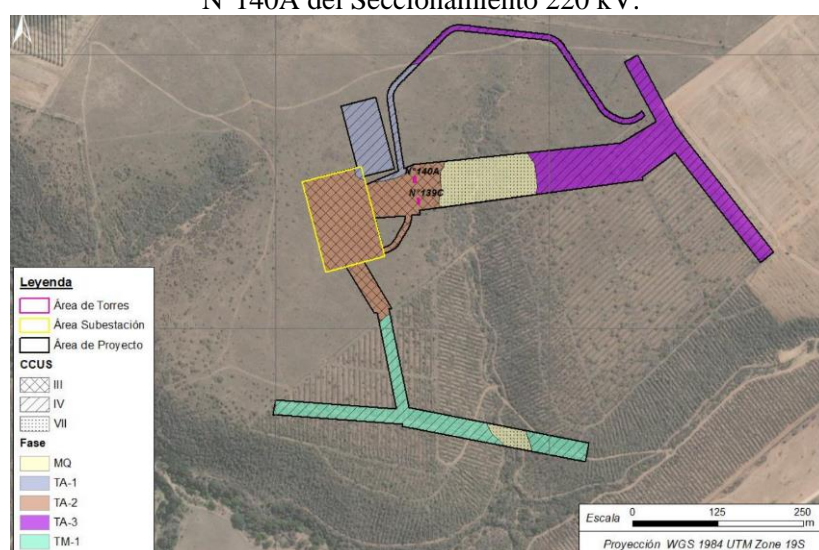 N°140A del Seccionamiento 220 kV.
N°140A
N°139C
Leyenda
Área de Torres
Área Subestación
Área de Proyecto
CCUS
III
IV
VII
Fase
MQ
TA-1
TA-2
TA-3
TM-1
Escala 0 125 250 m
Proyección WGS 1984 UTM Zone 19S